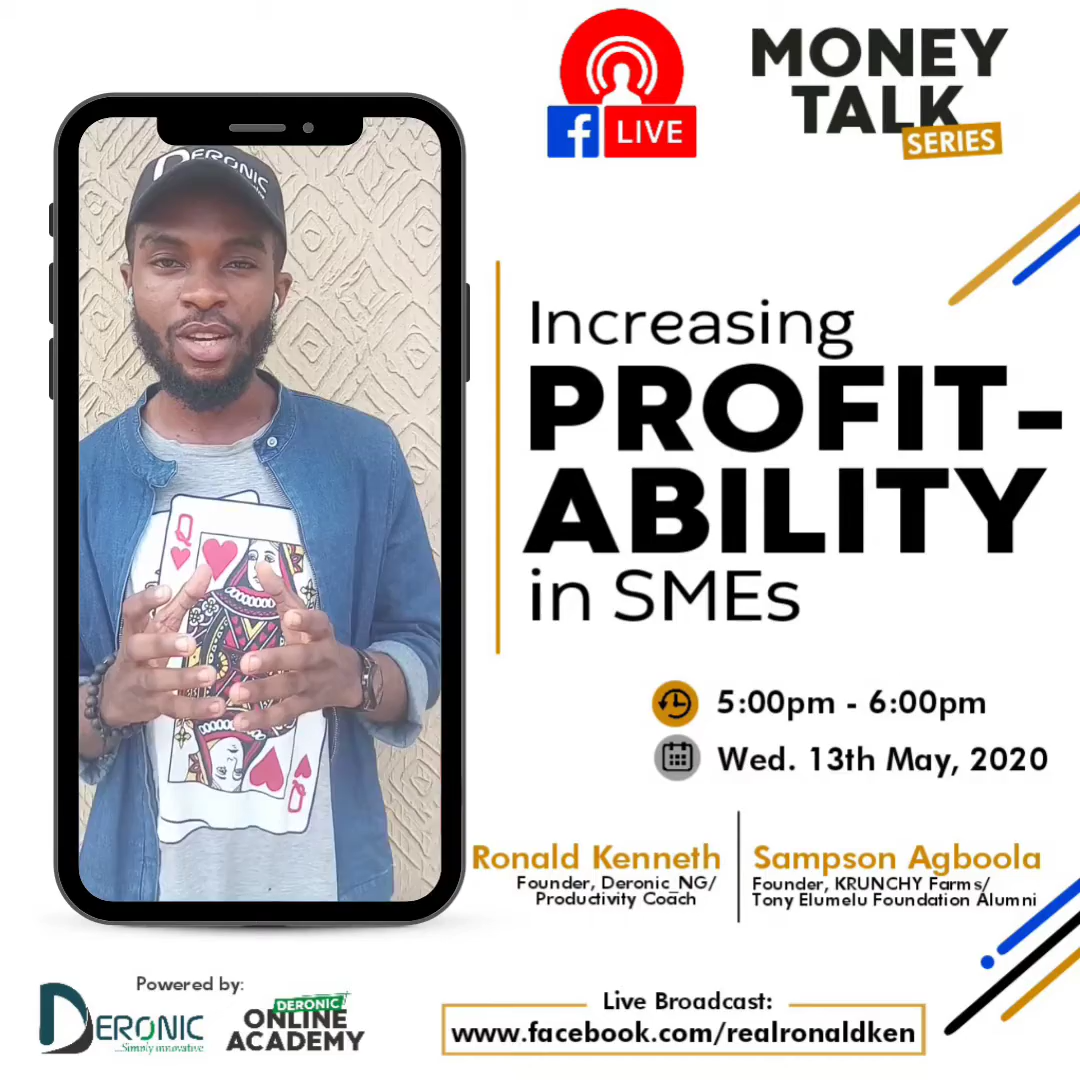 MONEY
TALK
SERIES
f LIVE
DERONIC
Increasing
PROFIT-
ABILITY
in SMEs
Q
Q
5:00pm - 6:00pm
Wed. 13th May, 2020
Ronald Kenneth
Founder, Deronic_NG/
Productivity Coach
Sampson Agboola
Founder, KRUNCHY Farms/
Tony Elumelu Foundation Alumni
Powered by:
DERONIC
...Simply innovative
DERONIC
ONLINE
ACADEMY
Live Broadcast:
www.facebook.com/realronaldken